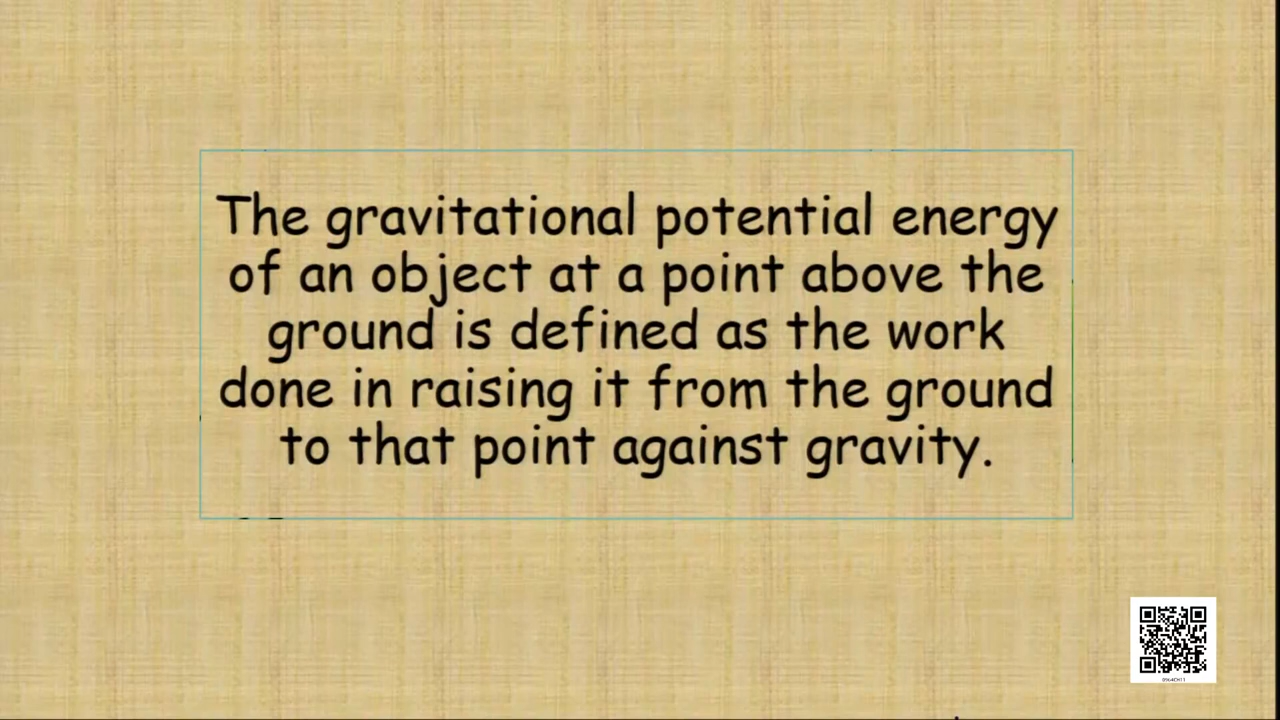 The gravitational potential energy
of an object at a point above the
ground is defined as the work
done in raising it from the ground
to that point against gravity.